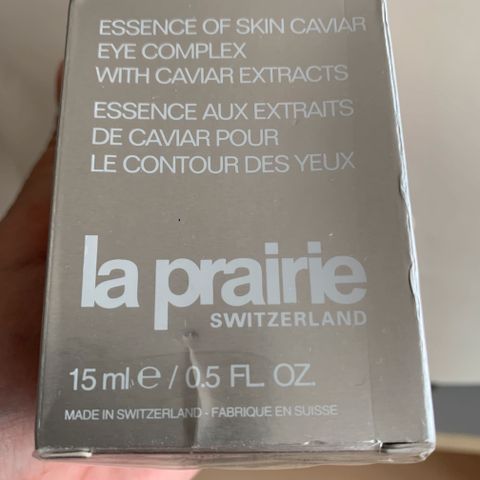 ESSENCE OF SKIN CAVIAR
EYE COMPLEX
WITH CAVIAR EXTRACTS
ESSENCE AUX EXTRAITS
DE CAVIAR POUR
LE CONTOUR DES YEUX
la prairie
SWITZERLAND
15 ml ℮ / 0.5 FL. OZ.
MADE IN SWITZERLAND - FABRIQUE EN SUISSE